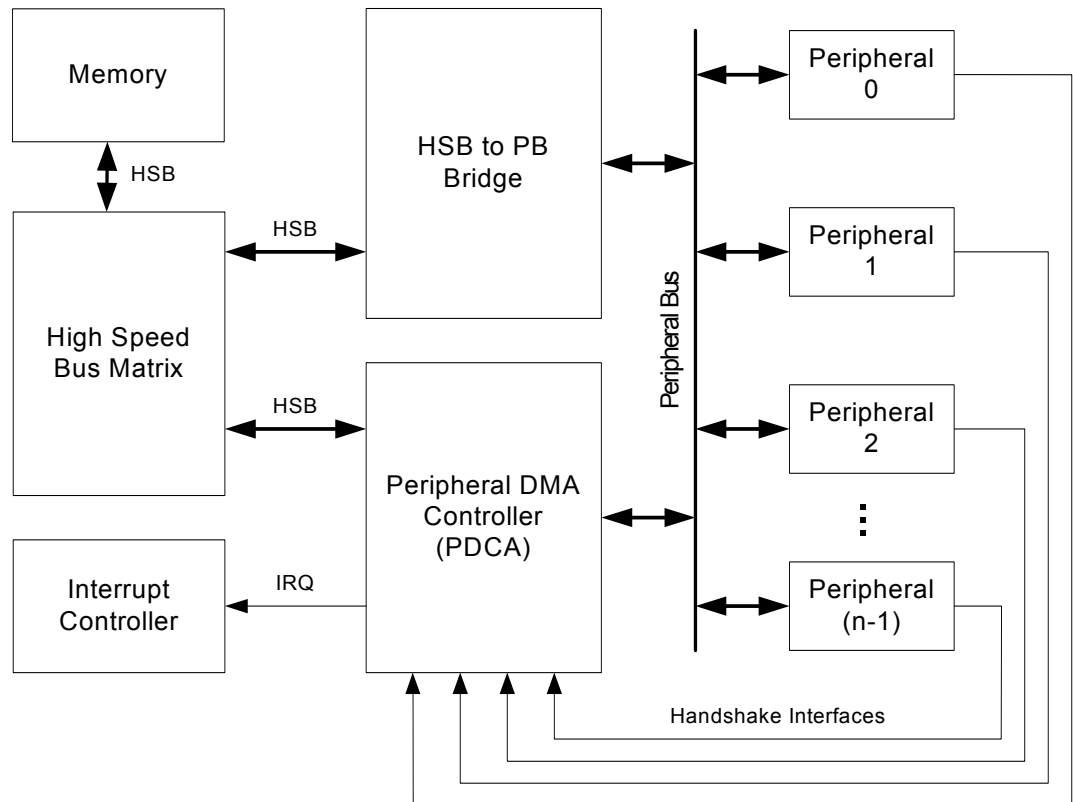 Memory
HSB
High Speed
Bus Matrix
HSB
HSB
HSB to PB
Bridge
Peripheral DMA
Controller
(PDCA)
Interrupt
Controller
IRQ
Peripheral Bus
Peripheral
0
Peripheral
1
Peripheral
2
Peripheral
(n-1)
Handshake Interfaces